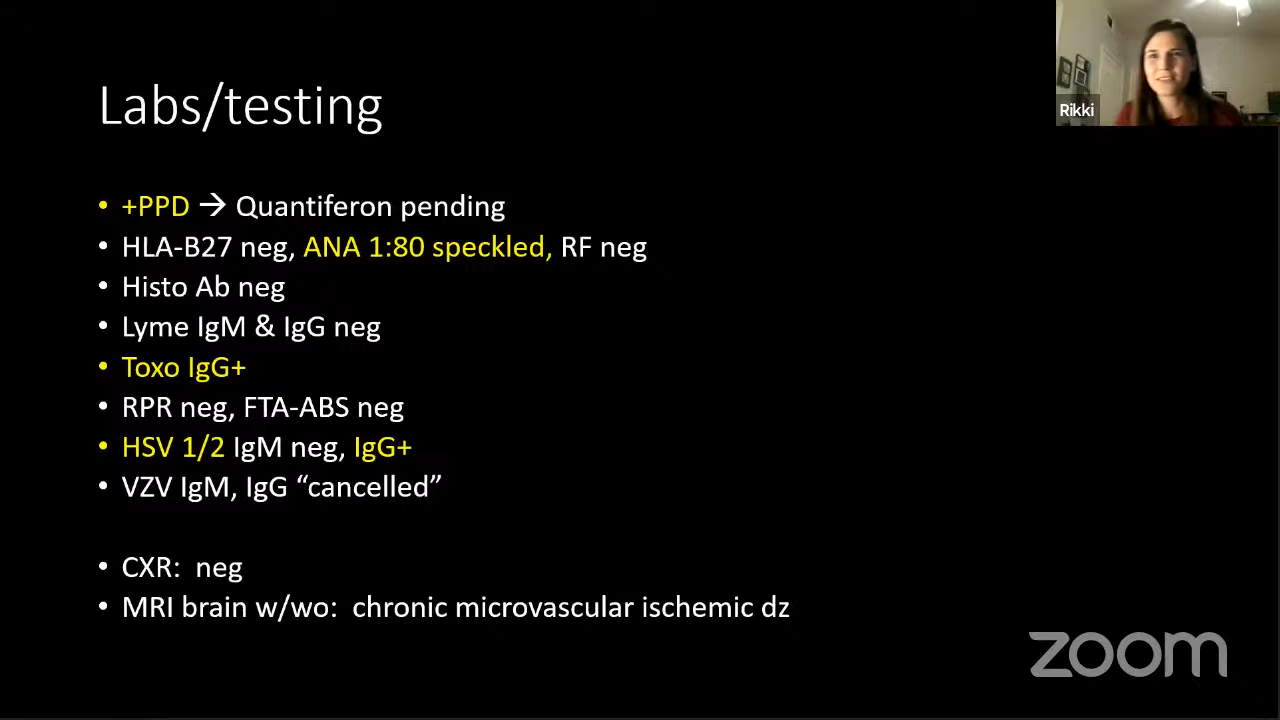 Labs/testing
Rikki
• +PPD → Quantiferon pending
• HLA-B27 neg, ANA 1:80 speckled, RF neg
• Histo Ab neg
• Lyme IgM & IgG neg
• Toxo IgG+
• RPR neg, FTA-ABS neg
• HSV 1/2 IgM neg, IgG+
• VZV IgM, IgG “cancelled”
• CXR:  neg
• MRI brain w/wo:  chronic microvascular ischemic dz
zoom